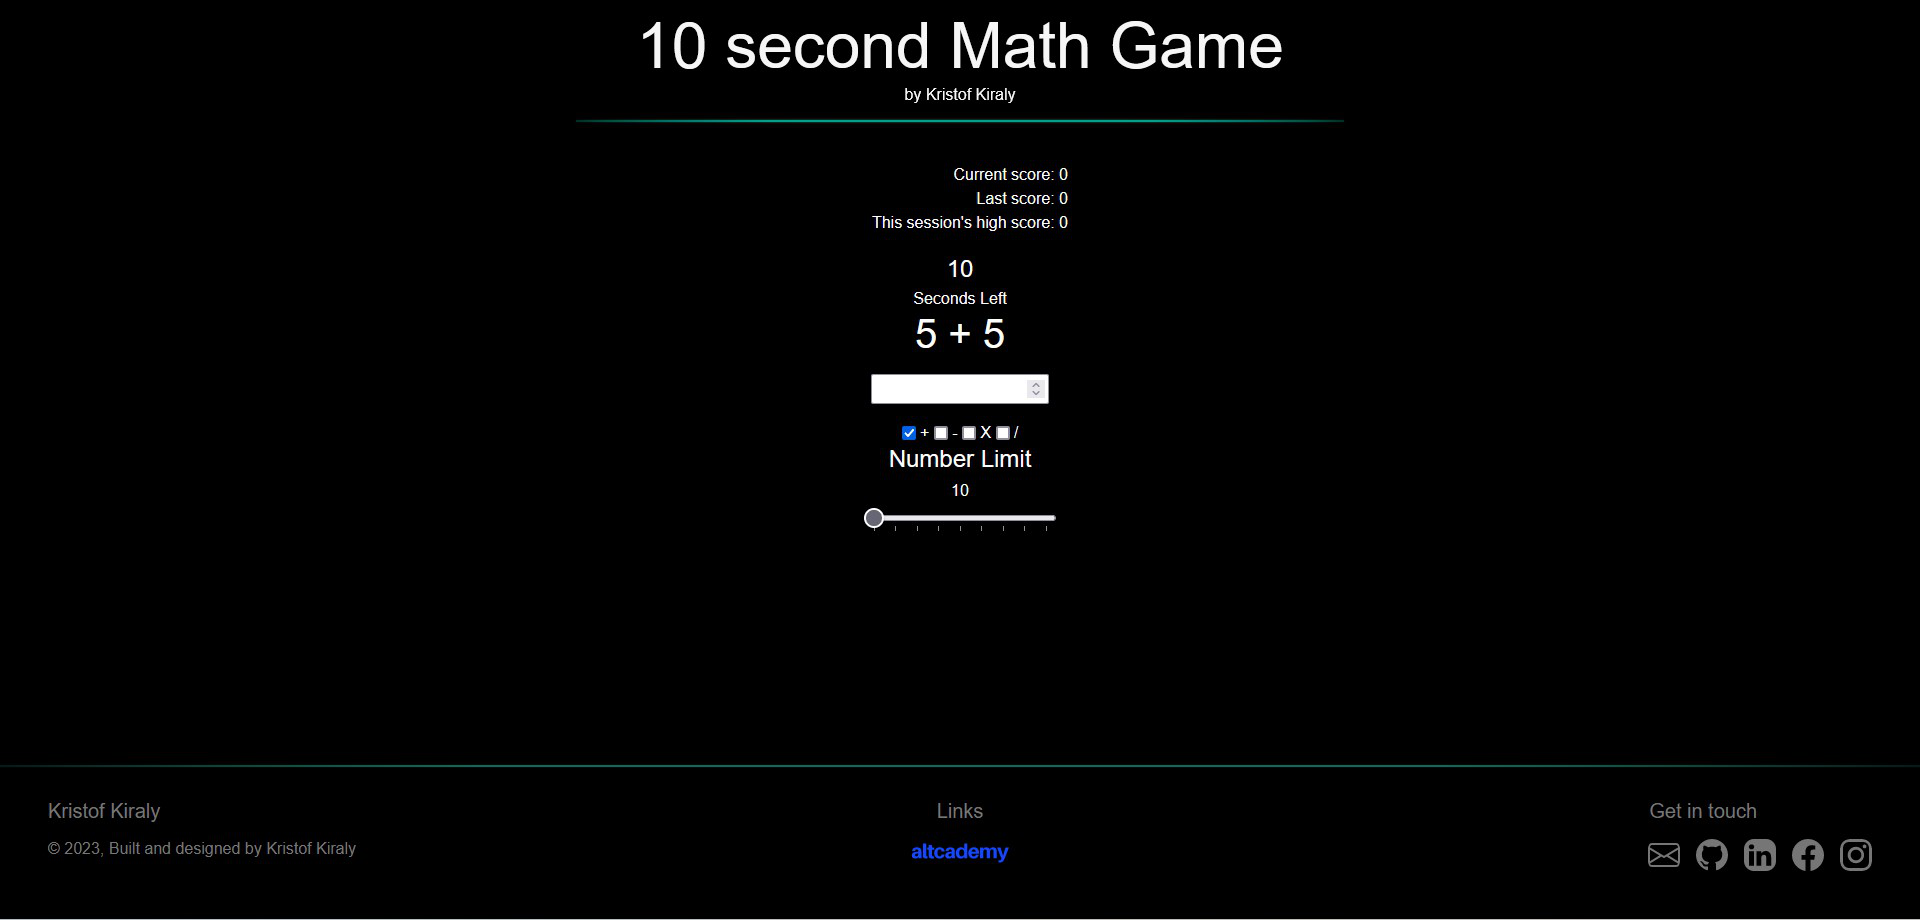 10 second Math Game
by Kristof Kiraly
Current score: 0
Last score: 0
This session's high score: 0
10
Seconds Left
5 + 5
+ - X /
Number Limit
10
Kristof Kiraly
© 2023, Built and designed by Kristof Kiraly
Links
altcademy
Get in touch
in